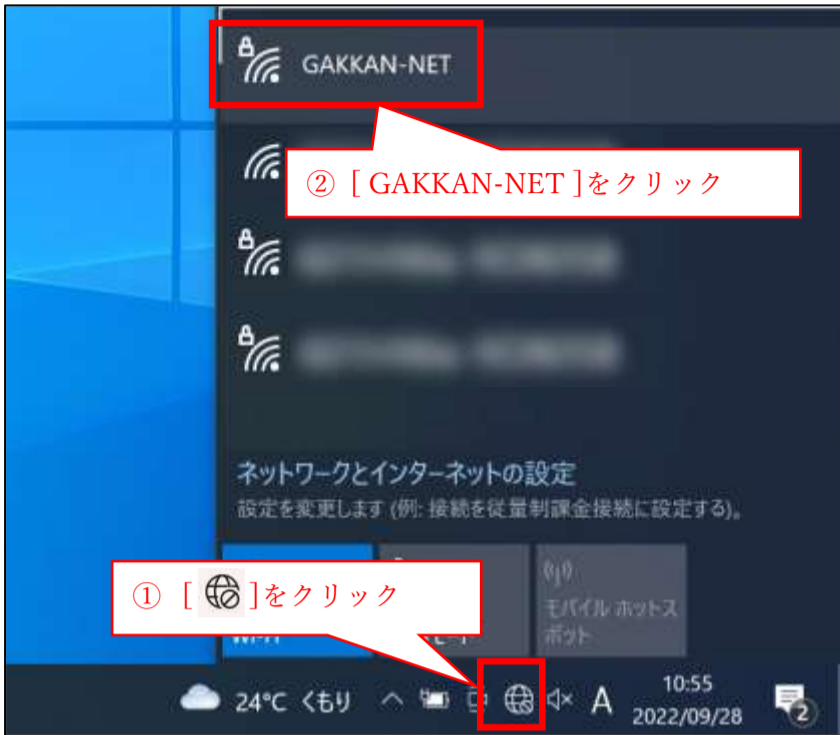 GAKKAN-NET
② [ GAKKAN-NET ]をクリック
ネットワークとインターネットの設定
設定を変更します (例: 接続を従量制課金接続に設定する)。
① [ ]をクリック
モバイル ホットス
ポット
24°C くもり A 10:55
2022/09/28
2